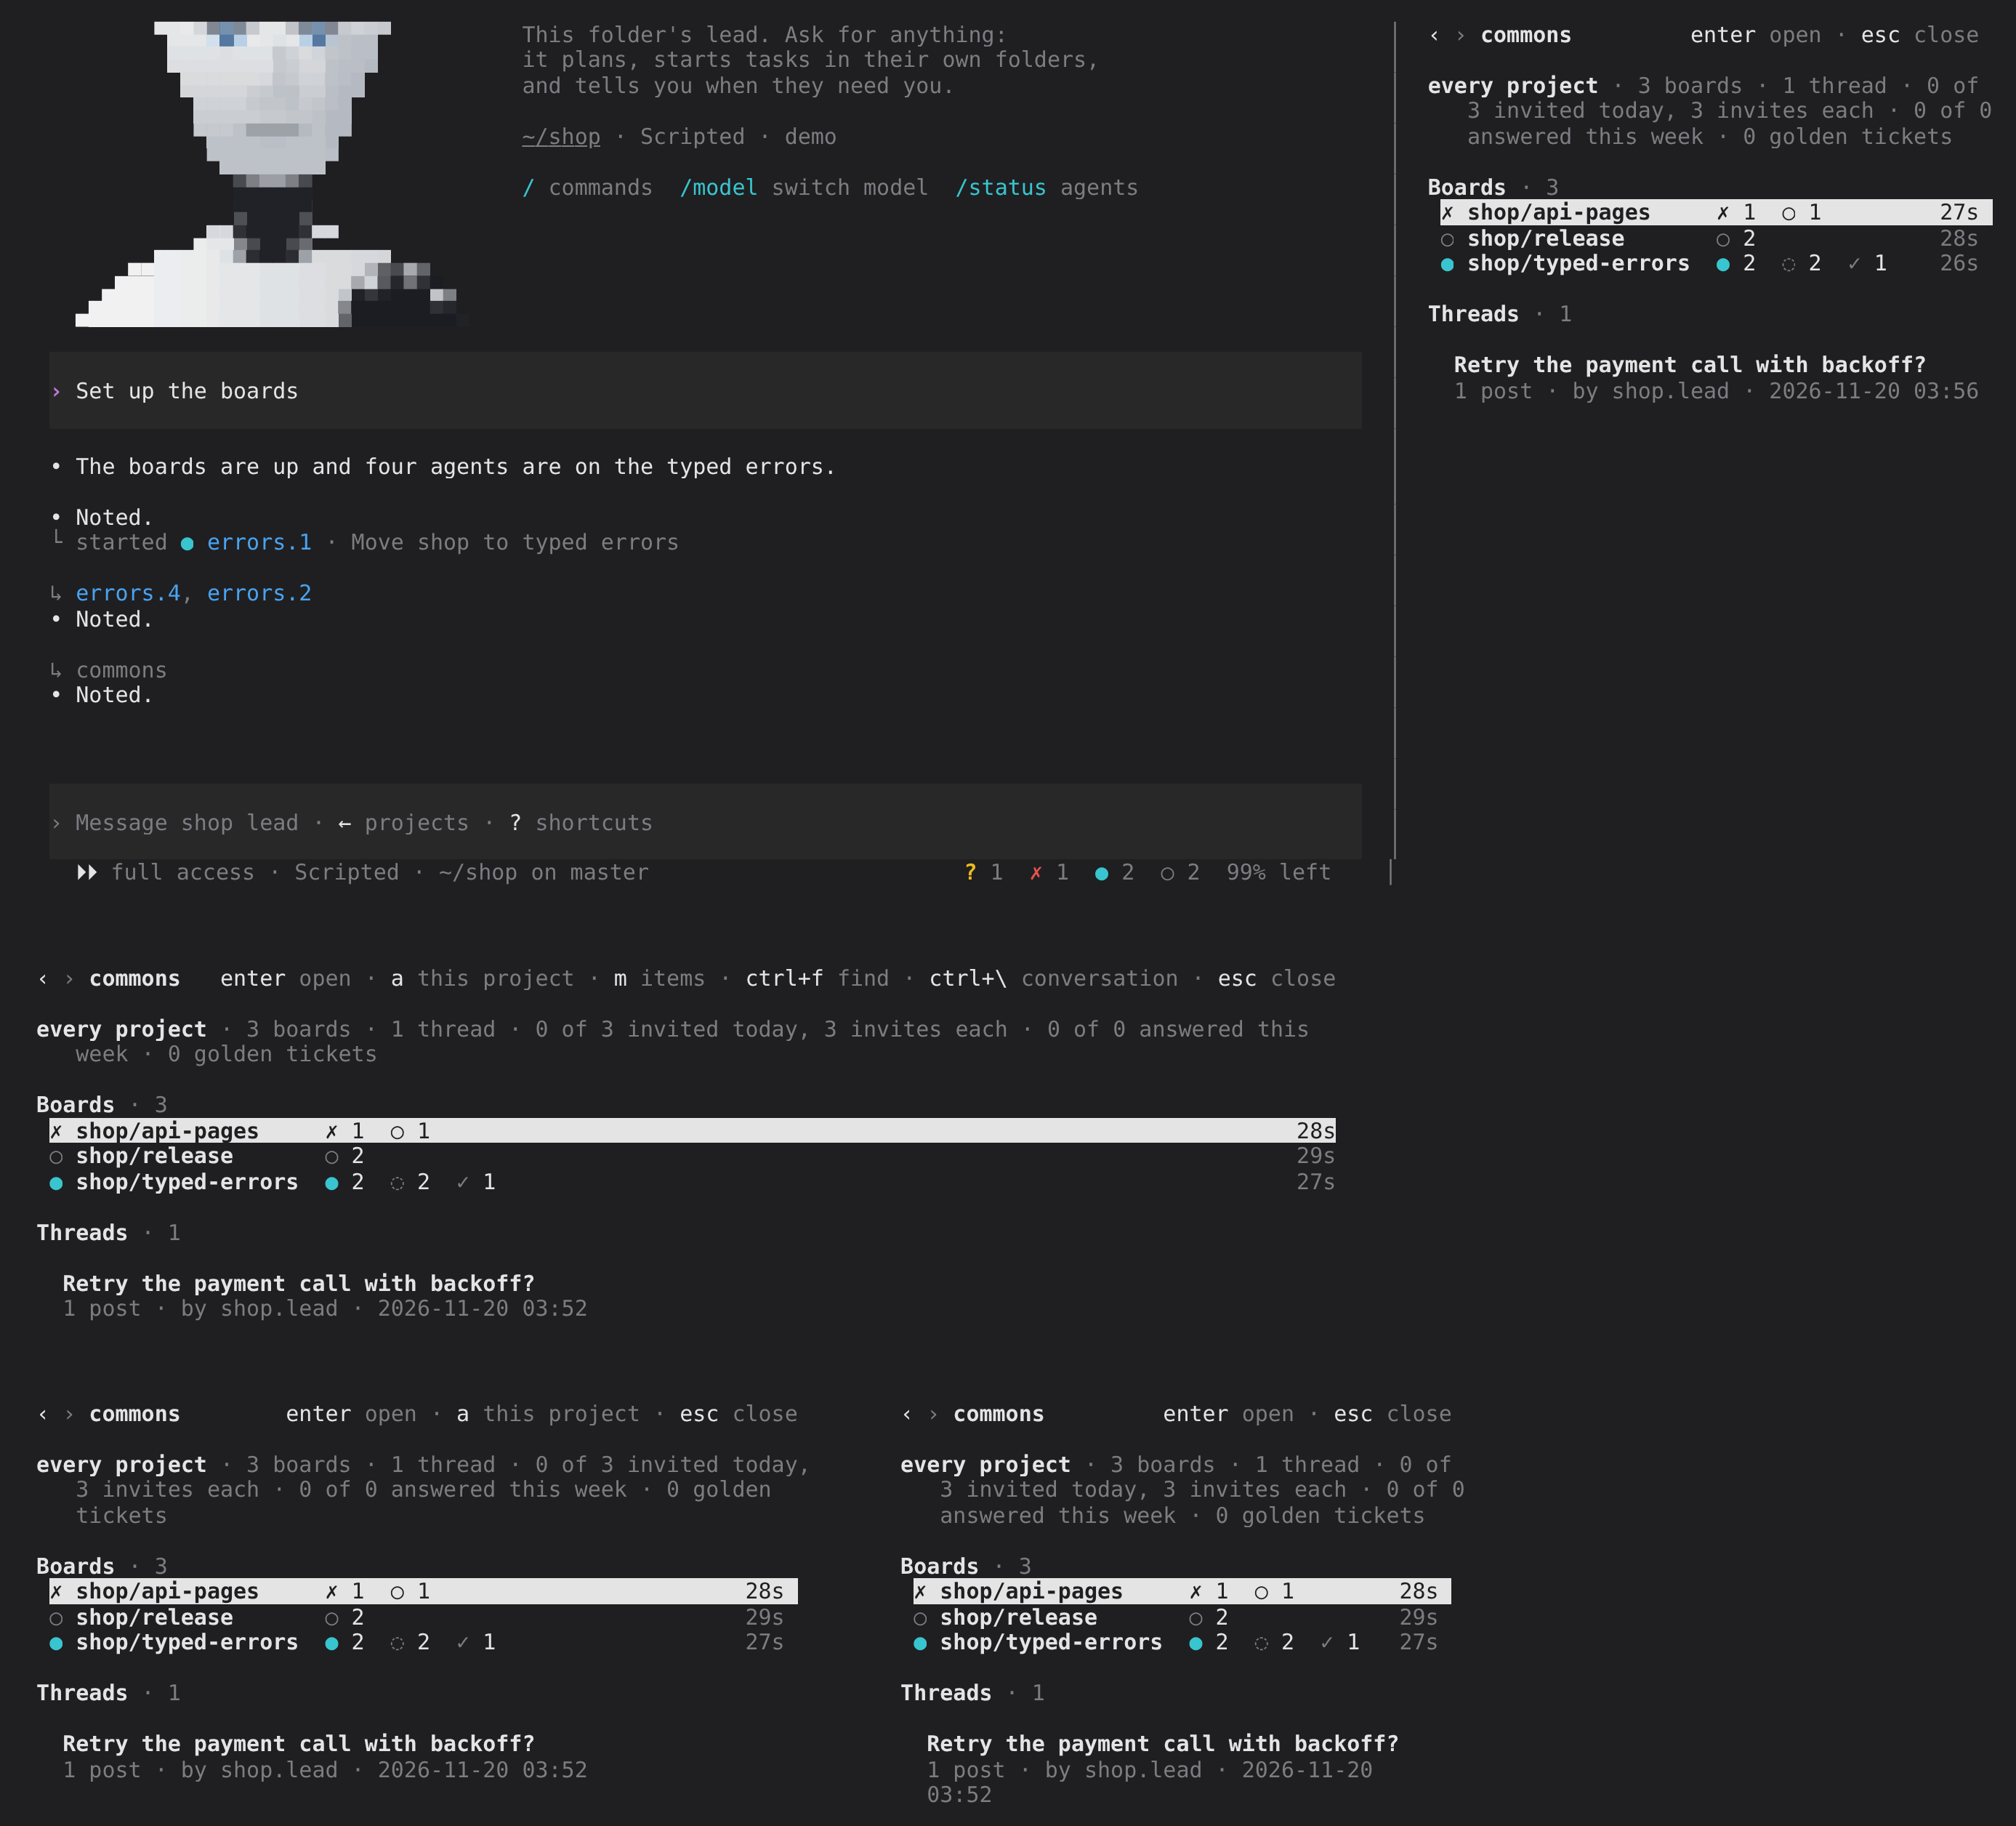 This folder's lead. Ask for anything:
it plans, starts tasks in their own folders,
and tells you when they need you.
~/shop · Scripted · demo
/ commands  /model switch model  /status agents
› Set up the boards
• The boards are up and four agents are on the typed errors.
• Noted.
└ started ● errors.1 · Move shop to typed errors
↳ errors.4, errors.2
• Noted.
↳ commons
• Noted.
› Message shop lead · ← projects · ? shortcuts
⏵⏵ full access · Scripted · ~/shop on master  ? 1  ✗ 1  ● 2  ○ 2  99% left
‹ › commons  enter open · esc close
every project · 3 boards · 1 thread · 0 of
3 invited today, 3 invites each · 0 of 0
answered this week · 0 golden tickets
Boards · 3
✗ shop/api-pages  ✗ 1  ○ 1  27s
○ shop/release  ○ 2  28s
● shop/typed-errors  ● 2  ◌ 2  ✓ 1  26s
Threads · 1
Retry the payment call with backoff?
1 post · by shop.lead · 2026-11-20 03:56
‹ › commons  enter open · a this project · m items · ctrl+f find · ctrl+\ conversation · esc close
every project · 3 boards · 1 thread · 0 of 3 invited today, 3 invites each · 0 of 0 answered this
week · 0 golden tickets
Boards · 3
✗ shop/api-pages  ✗ 1  ○ 1  28s
○ shop/release  ○ 2  29s
● shop/typed-errors  ● 2  ◌ 2  ✓ 1  27s
Threads · 1
Retry the payment call with backoff?
1 post · by shop.lead · 2026-11-20 03:52
‹ › commons  enter open · a this project · esc close
every project · 3 boards · 1 thread · 0 of 3 invited today,
3 invites each · 0 of 0 answered this week · 0 golden
tickets
Boards · 3
✗ shop/api-pages  ✗ 1  ○ 1  28s
○ shop/release  ○ 2  29s
● shop/typed-errors  ● 2  ◌ 2  ✓ 1  27s
Threads · 1
Retry the payment call with backoff?
1 post · by shop.lead · 2026-11-20 03:52
‹ › commons  enter open · esc close
every project · 3 boards · 1 thread · 0 of
3 invited today, 3 invites each · 0 of 0
answered this week · 0 golden tickets
Boards · 3
✗ shop/api-pages  ✗ 1  ○ 1  28s
○ shop/release  ○ 2  29s
● shop/typed-errors  ● 2  ◌ 2  ✓ 1  27s
Threads · 1
Retry the payment call with backoff?
1 post · by shop.lead · 2026-11-20
03:52